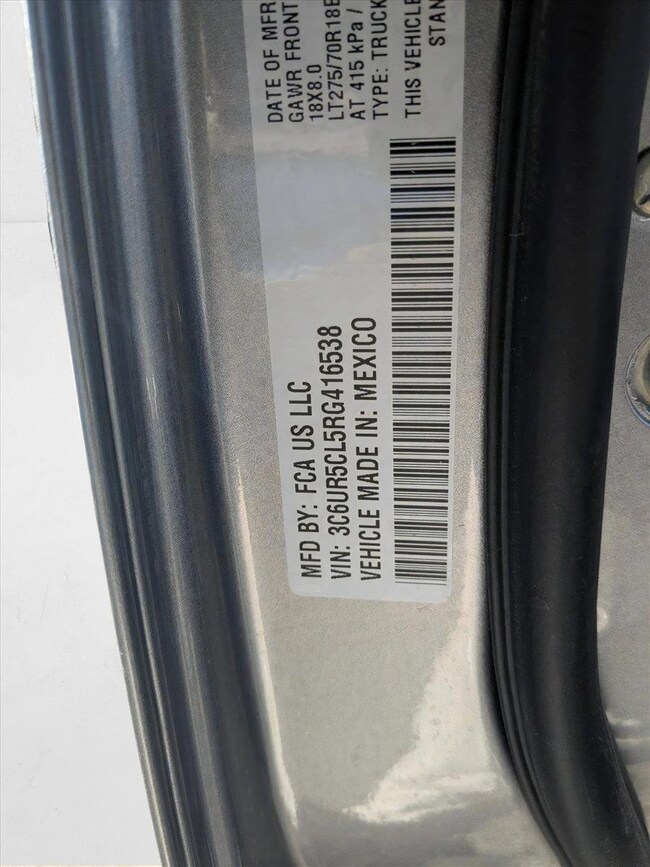 MFD BY: FCA US LLC
VIN: 3C6UR5CL5RG416538
VEHICLE MADE IN: MEXICO
DATE OF MFR
GAWR FRONT
18X8.0
LT275/70R18E
AT 415 kPa /
TYPE: TRUCK
THIS VEHICLE
STAN